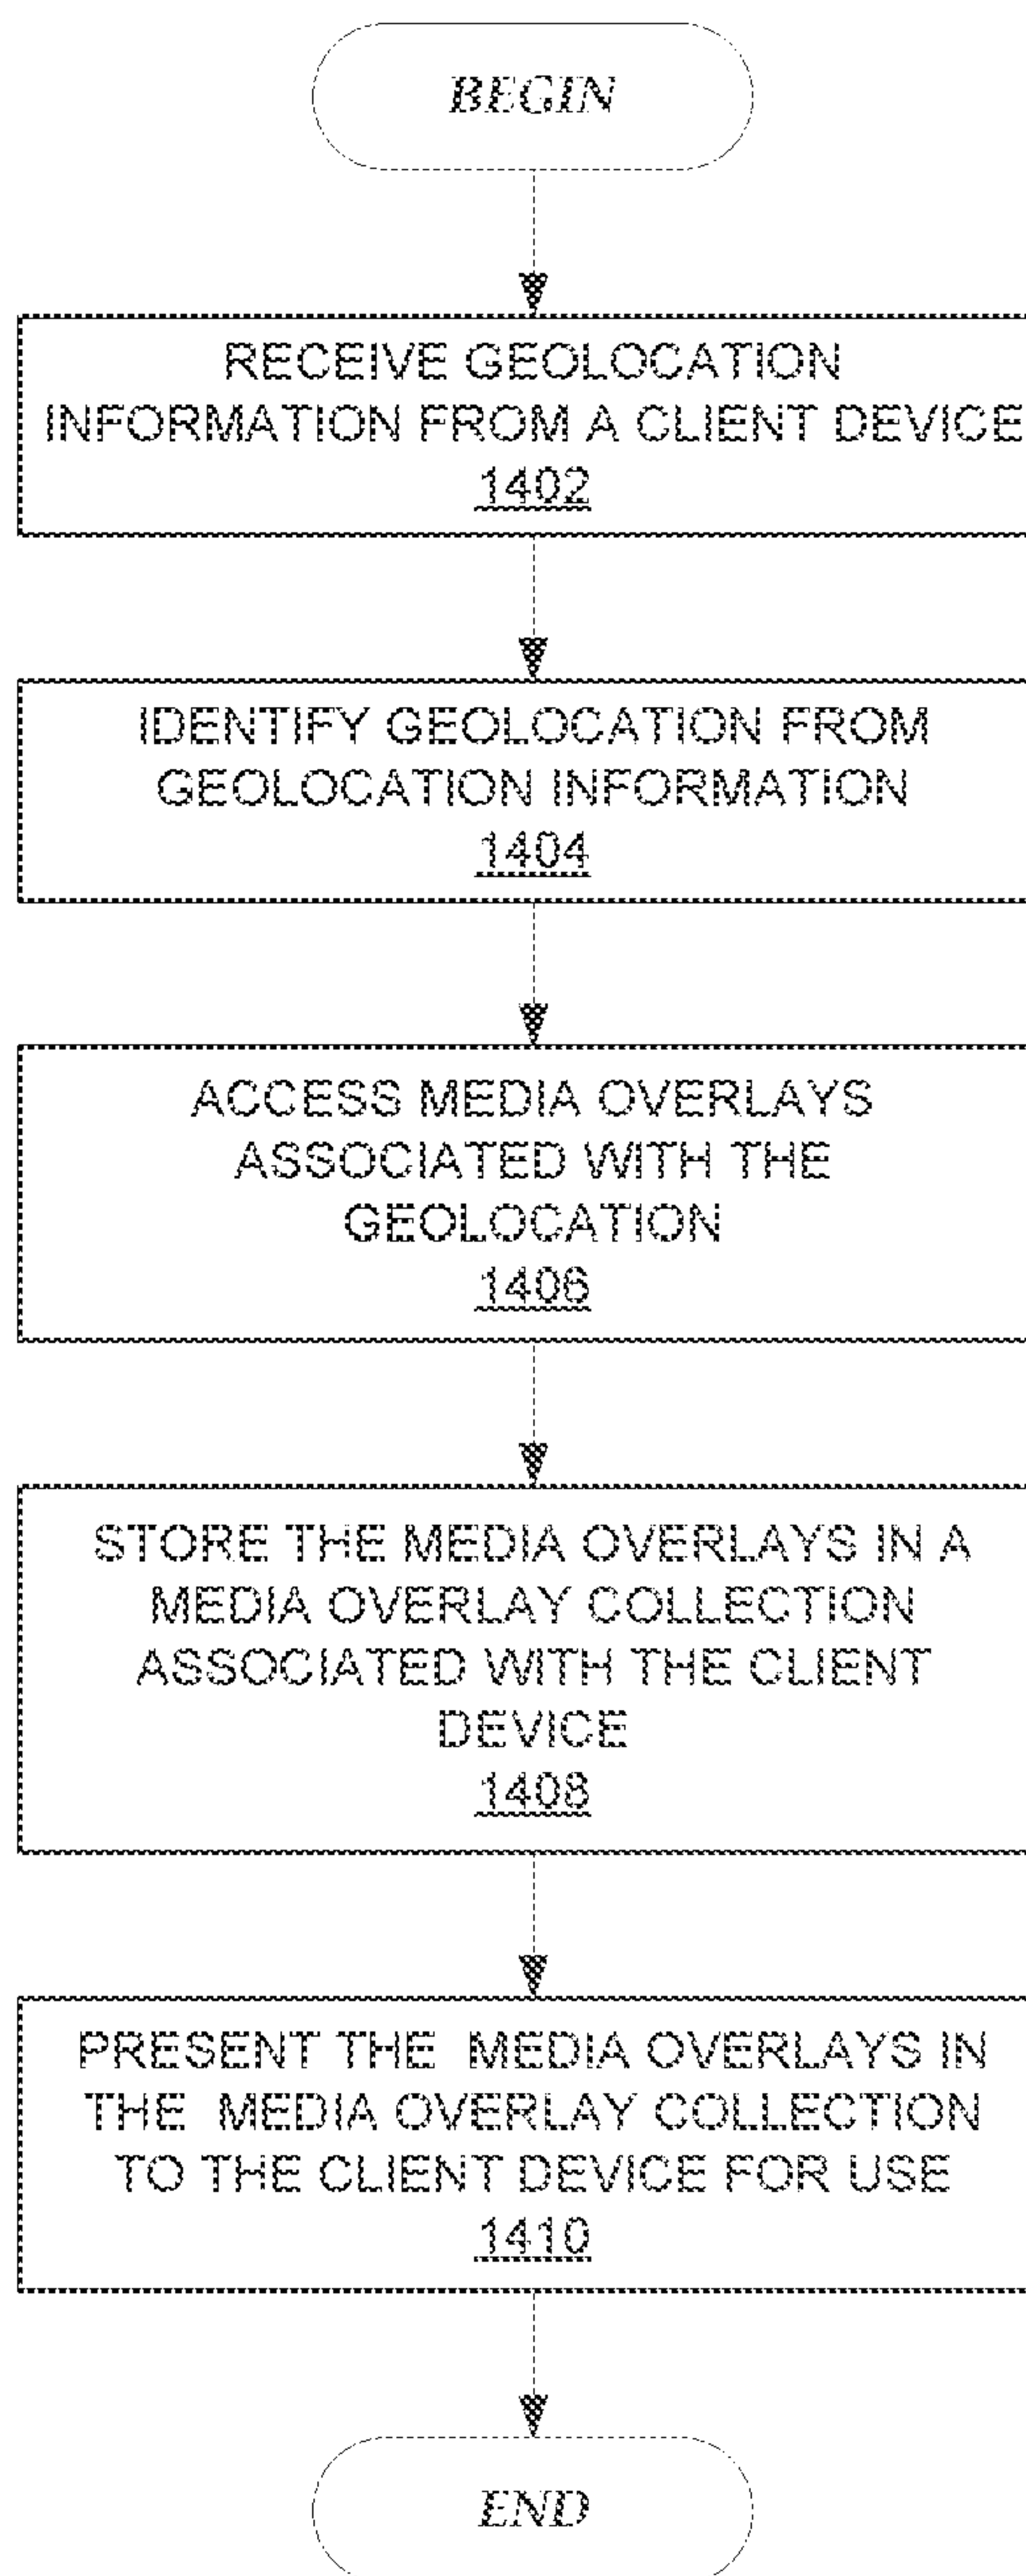 BEGIN
RECEIVE GEOLOCATION
INFORMATION FROM A CLIENT DEVICE
1402
IDENTIFY GEOLOCATION FROM
GEOLOCATION INFORMATION
1404
ACCESS MEDIA OVERLAYS
ASSOCIATED WITH THE
GEOLOCATION
1406
STORE THE MEDIA OVERLAYS IN A
MEDIA OVERLAY COLLECTION
ASSOCIATED WITH THE CLIENT
DEVICE
1408
PRESENT THE MEDIA OVERLAYS IN
THE MEDIA OVERLAY COLLECTION
TO THE CLIENT DEVICE FOR USE
1410
END